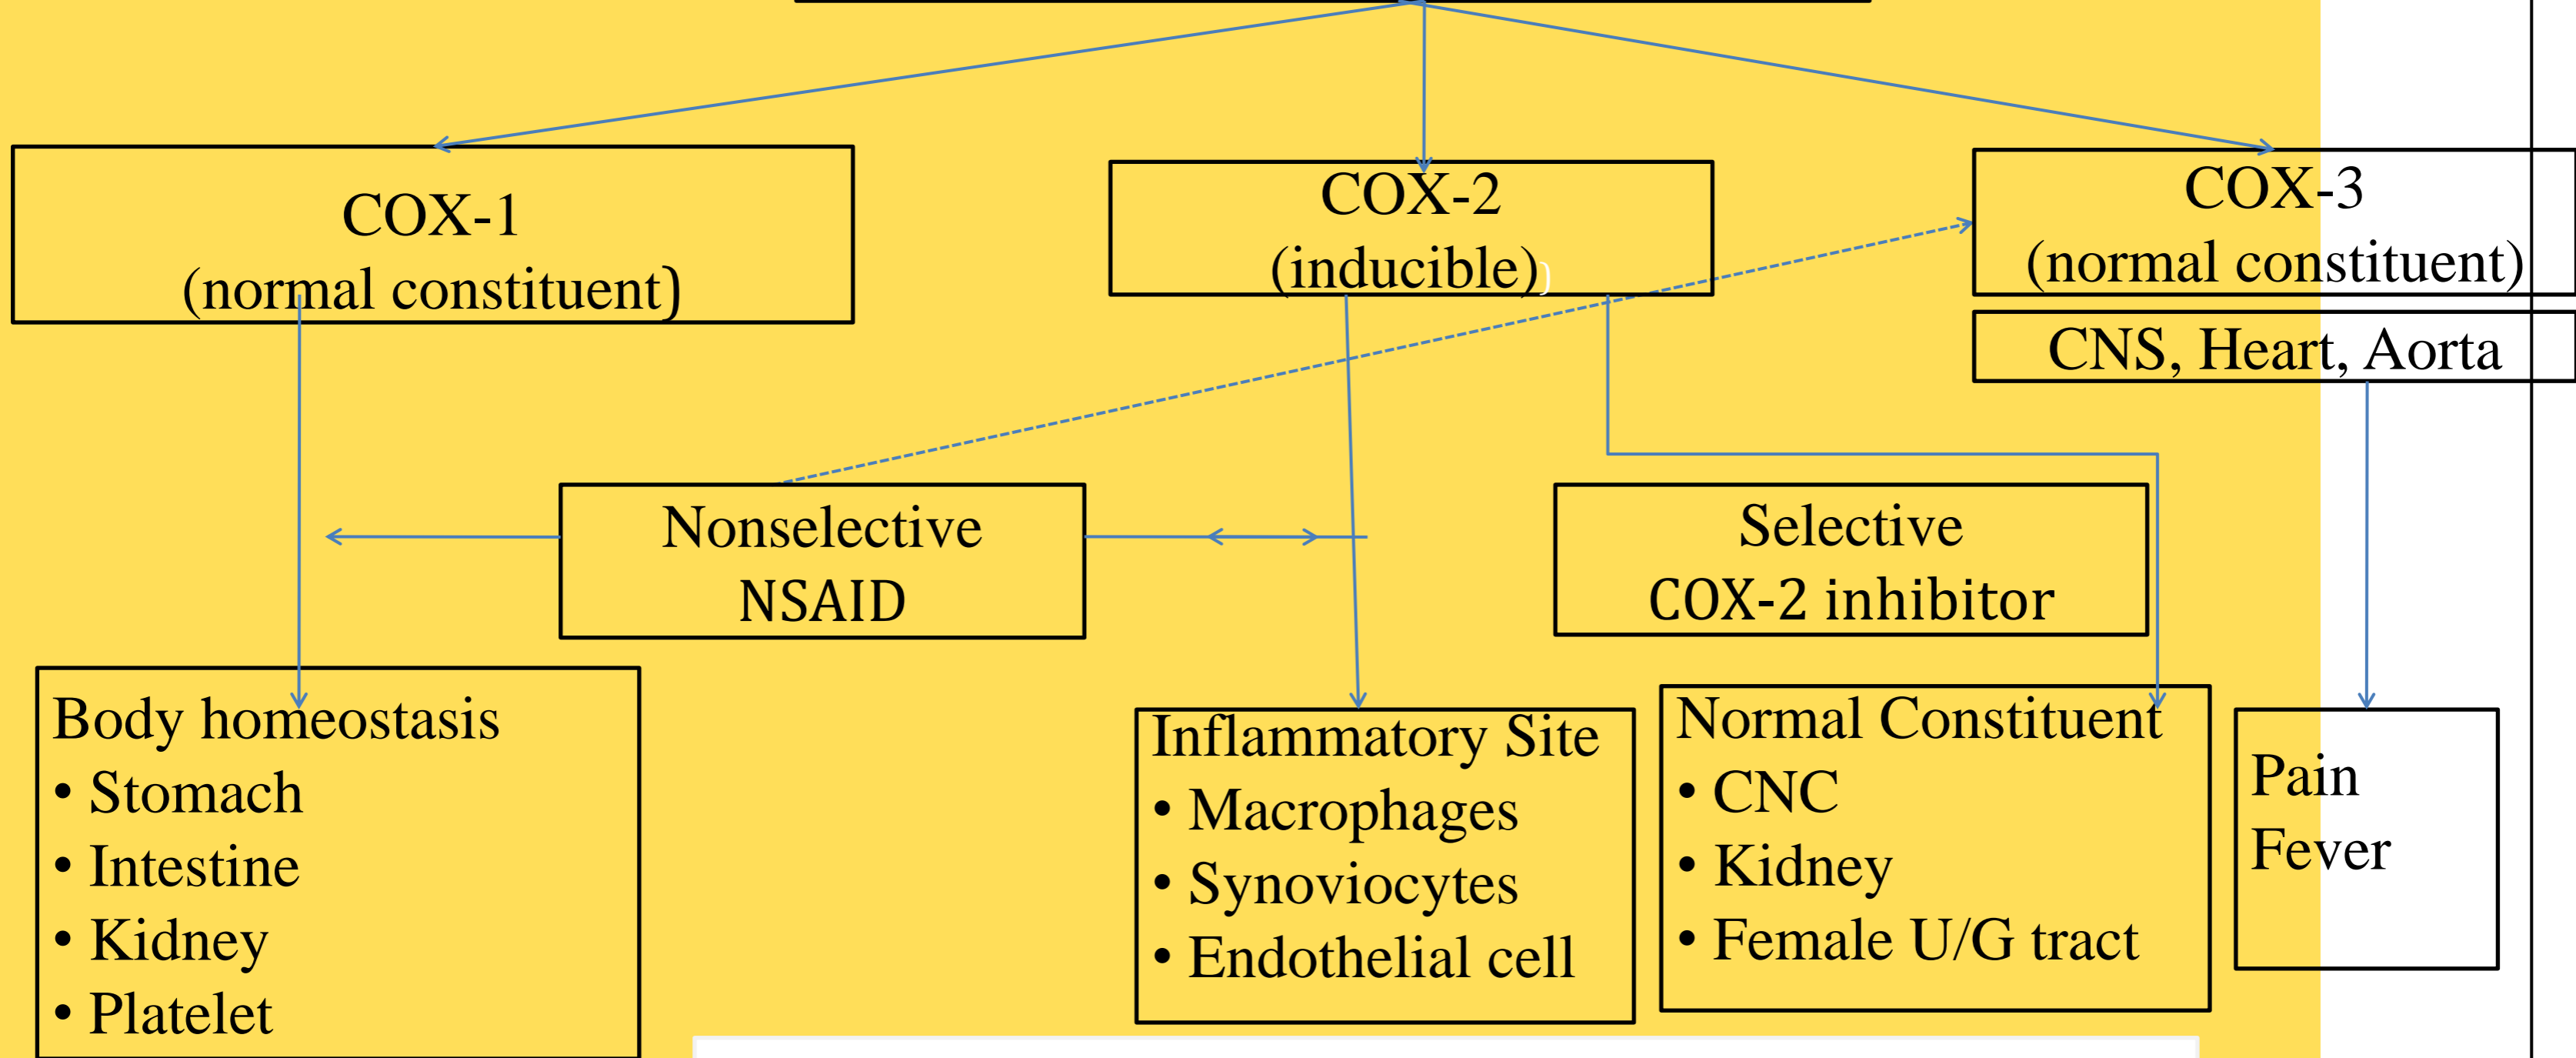 COX-1
(normal constituent)
COX-2
(inducible))
COX-3
(normal constituent)
CNS, Heart, Aorta
Nonselective
NSAID
Selective
COX-2 inhibitor
Body homeostasis
• Stomach
• Intestine
• Kidney
• Platelet
Inflammatory Site
• Macrophages
• Synoviocytes
• Endothelial cell
Normal Constituent
• CNC
• Kidney
• Female U/G tract
Pain
Fever